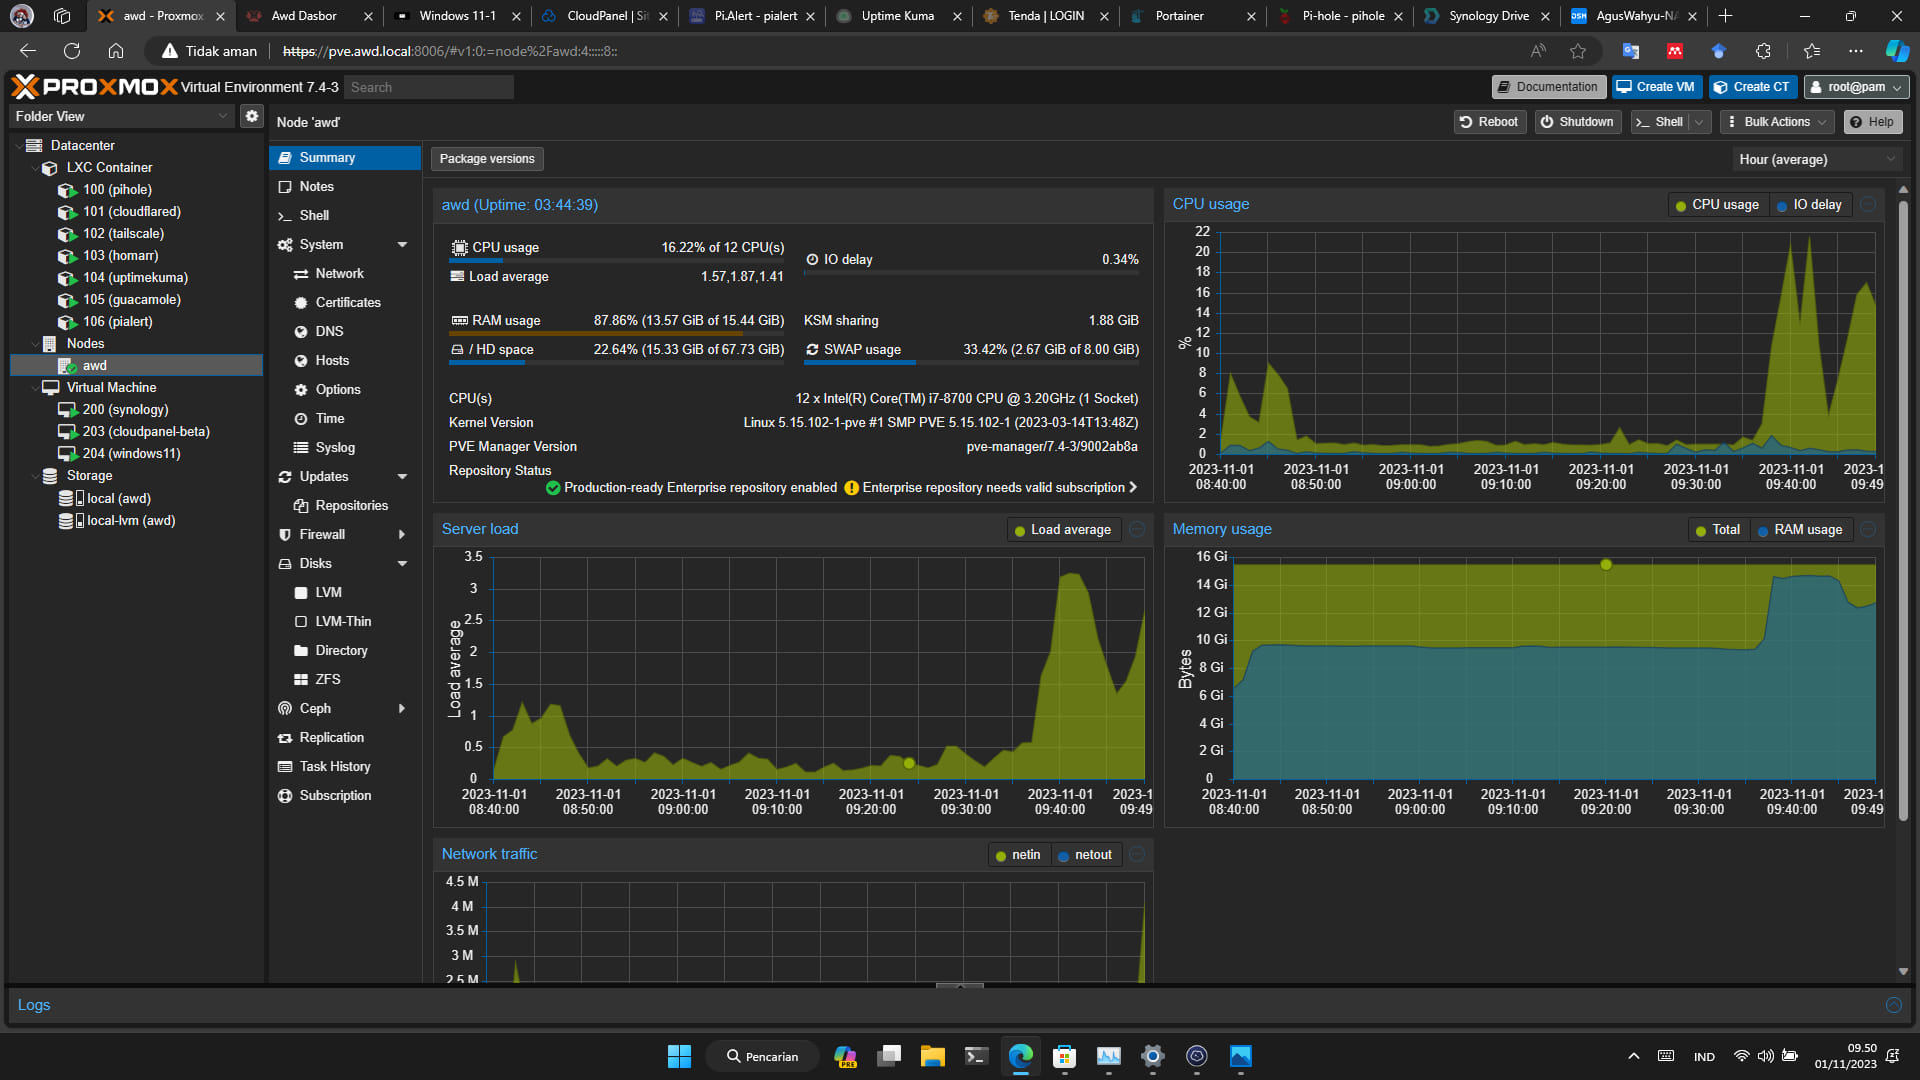 awd - Proxmox
Awd Dasbor
Windows 11-1
CloudPanel | Sit
Pi.Alert - pialert
Uptime Kuma
Tenda | LOGIN
Portainer
Pi-hole - pihole
Synology Drive
AgusWahyu-NA
Tidak aman
https://pve.awd.local:8006/#v1:0:=node%2Fawd:4:::::8::
PROXMOX Virtual Environment 7.4-3
Search
Documentation
Create VM
Create CT
root@pam
Folder View
Node 'awd'
Reboot
Shutdown
Shell
Bulk Actions
Help
Datacenter
LXC Container
100 (pihole)
101 (cloudflared)
102 (tailscale)
103 (homarr)
104 (uptimekuma)
105 (guacamole)
106 (pialert)
Nodes
awd
Virtual Machine
200 (synology)
203 (cloudpanel-beta)
204 (windows11)
Storage
local (awd)
local-lvm (awd)
Summary
Notes
Shell
System
Network
Certificates
DNS
Hosts
Options
Time
Syslog
Updates
Repositories
Firewall
Disks
LVM
LVM-Thin
Directory
ZFS
Ceph
Replication
Task History
Subscription
Package versions
Hour (average)
awd (Uptime: 03:44:39)
CPU usage 16.22% of 12 CPU(s)
IO delay 0.34%
Load average 1.57,1.87,1.41
RAM usage 87.86% (13.57 GiB of 15.44 GiB)
KSM sharing 1.88 GiB
/ HD space 22.64% (15.33 GiB of 67.73 GiB)
SWAP usage 33.42% (2.67 GiB of 8.00 GiB)
CPU(s) 12 x Intel(R) Core(TM) i7-8700 CPU @ 3.20GHz (1 Socket)
Kernel Version Linux 5.15.102-1-pve #1 SMP PVE 5.15.102-1 (2023-03-14T13:48Z)
PVE Manager Version pve-manager/7.4-3/9002ab8a
Repository Status
Production-ready Enterprise repository enabled Enterprise repository needs valid subscription
CPU usage
CPU usage IO delay
22
20
18
16
14
12
10
8
6
4
2
0
%
2023-11-01 2023-11-01 2023-11-01 2023-11-01 2023-11-01 2023-11-01 2023-11-01 2023-1
08:40:00 08:50:00 09:00:00 09:10:00 09:20:00 09:30:00 09:40:00 09:49
Server load
Load average
3.5
3
2.5
2
1.5
1
0.5
0
Load average
2023-11-01 2023-11-01 2023-11-01 2023-11-01 2023-11-01 2023-11-01 2023-11-01 2023-1
08:40:00 08:50:00 09:00:00 09:10:00 09:20:00 09:30:00 09:40:00 09:49
Memory usage
Total RAM usage
16 Gi
14 Gi
12 Gi
10 Gi
8 Gi
6 Gi
4 Gi
2 Gi
0
Bytes
2023-11-01 2023-11-01 2023-11-01 2023-11-01 2023-11-01 2023-11-01 2023-11-01 2023-1
08:40:00 08:50:00 09:00:00 09:10:00 09:20:00 09:30:00 09:40:00 09:49
Network traffic
netin netout
4.5 M
4 M
3.5 M
3 M
2.5 M
Logs
Pencarian
PRE
IND
09.50
01/11/2023